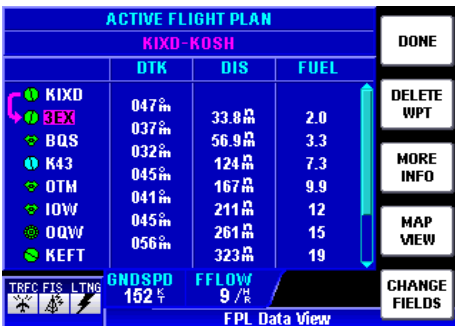 ACTIVE FLIGHT PLAN
KIXD-KOSH
DTK DIS FUEL
KIXD
047°m
3EX 33.8nm 2.0
037°m
BQS 56.9nm 3.3
032°m
K43 124nm 7.3
045°m
OTM 167nm 9.9
041°m
IOW 211nm 12
045°m
0QW 261nm 15
056°m
KEFT 323nm 19
TRFC FIS LTNG
GNDSPD 152 KT
FFLOW 9 /HR
FPL Data View
DONE
DELETE WPT
MORE INFO
MAP VIEW
CHANGE FIELDS